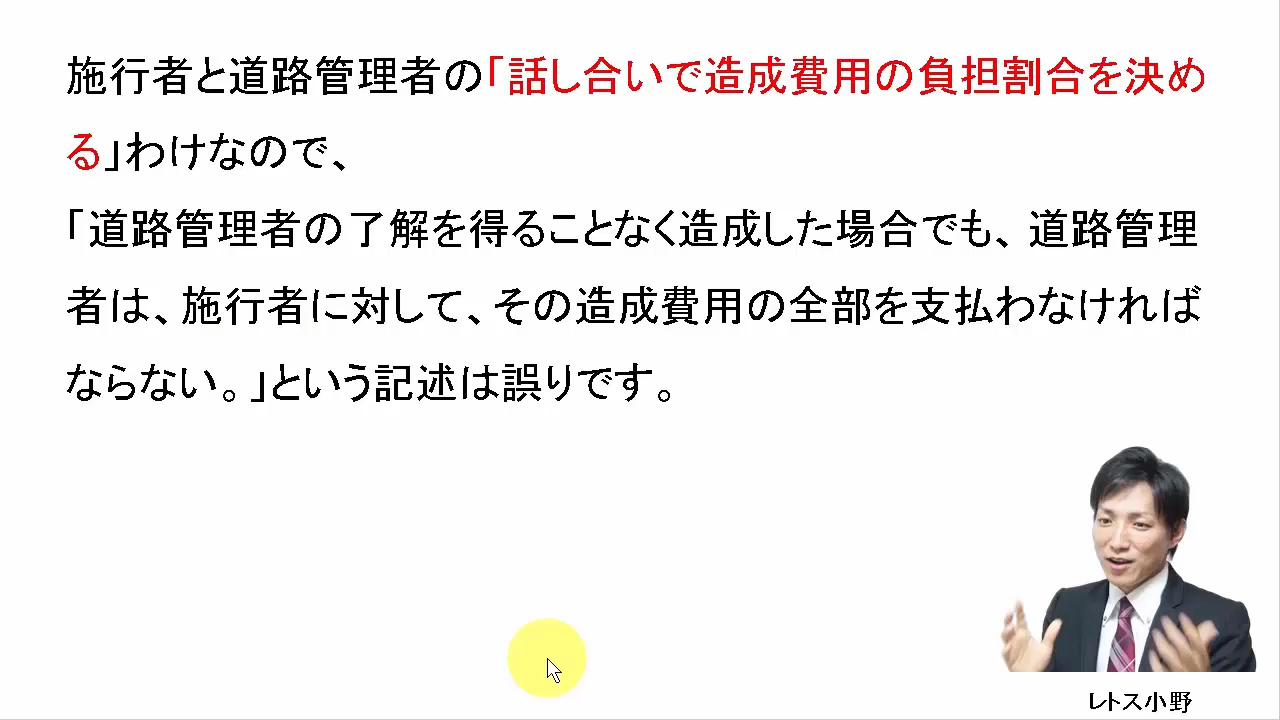 施行者と道路管理者の「話し合いで造成費用の負担割合を決め
る」わけなので、
「道路管理者の了解を得ることなく造成した場合でも、道路管理
者は、施行者に対して、その造成費用の全部を支払わなければ
ならない。」という記述は誤りです。
レトス小野